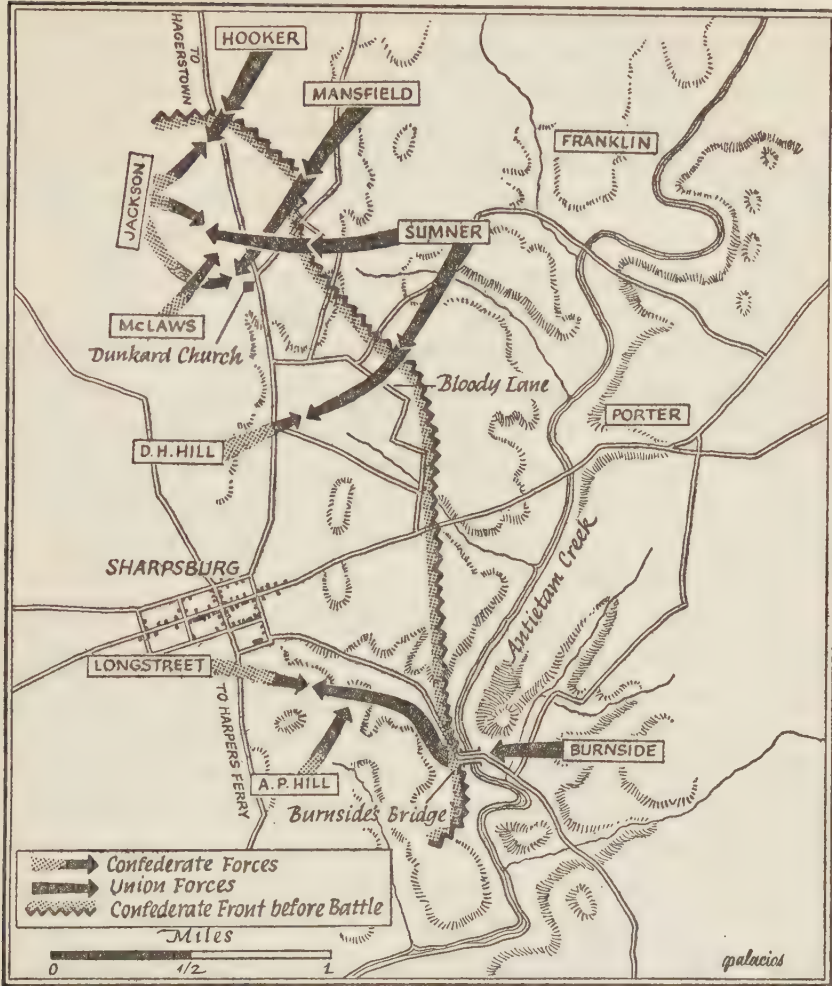 TO
HAGERSTOWN
HOOKER
MANSFIELD
FRANKLIN
JACKSON
SUMNER
McLAWS
Dunkard Church
Bloody Lane
PORTER
D.H. HILL
SHARPSBURG
Antietam Creek
LONGSTREET
TO HARPERS FERRY
BURNSIDE
A.P. HILL
Burnside's Bridge
Confederate Forces
Union Forces
Confederate Front before Battle
Miles
0 1/2 1
palacios